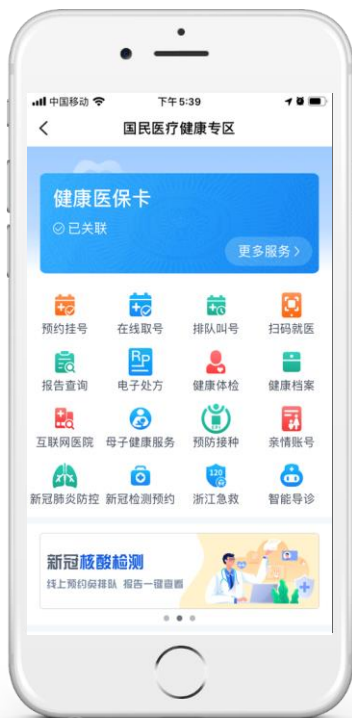 中国移动 下午5:39
国民医疗健康专区
健康医保卡
已关联
更多服务
预约挂号 在线取号 排队叫号 扫码就医
RP
报告查询 电子处方 健康体检 健康档案
互联网医院 母子健康服务 预防接种 亲情账号
120
新冠肺炎防控 新冠检测预约 浙江急救 智能导诊
新冠核酸检测
线上预约免排队 报告一键查看